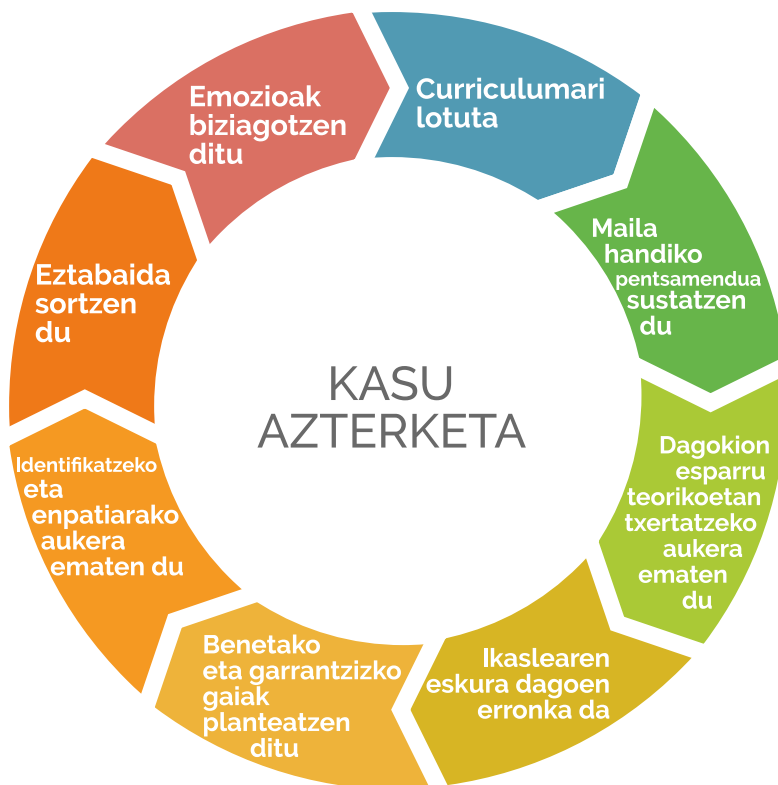 KASU
AZTERKETA
Curriculumari
lotuta
Maila
handiko
pentsamendua
sustatzen
du
Dagokion
esparru
teorikoetan
txertatzeko
aukera
ematen
du
Ikaslearen
eskura dagoen
erronka da
Benetako
eta garrantzizko
gaiak
planteatzen
ditu
Identifikatzeko
eta
enpatiarako
aukera
ematen du
Eztabaida
sortzen
du
Emozioak
biziagotzen
ditu